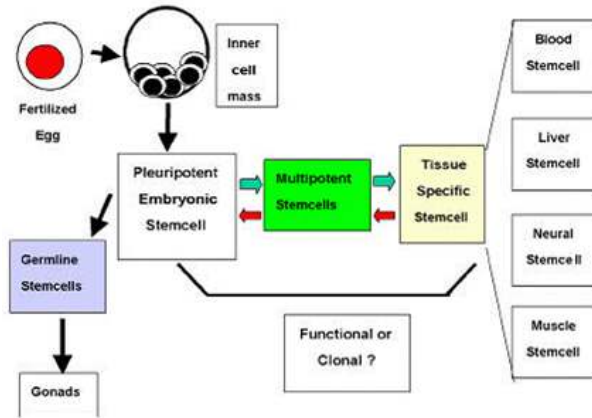 Fertilized
Egg
Inner
cell
mass
Pleuripotent
Embryonic
Stemcell
Multipotent
Stemcells
Tissue
Specific
Stemcell
Blood
Stemcell
Liver
Stemcell
Neural
Stemcell
Muscle
Stemcell
Germline
Stemcells
Gonads
Functional or
Clonal ?